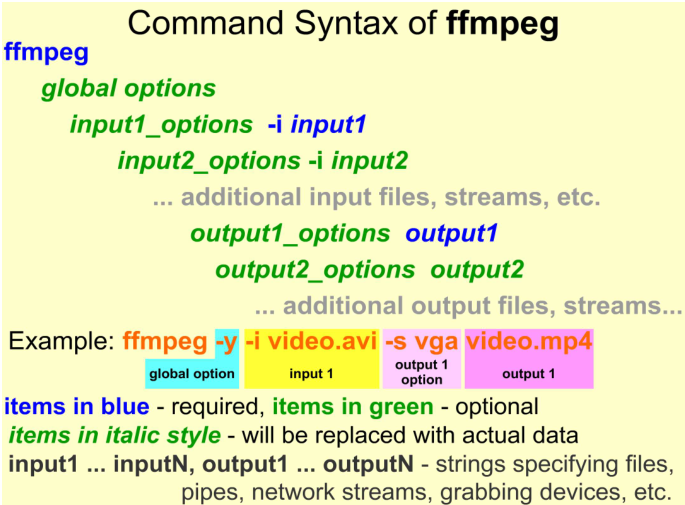 Command Syntax of ffmpeg
ffmpeg
global options
input1_options -i input1
input2_options -i input2
... additional input files, streams, etc.
output1_options output1
output2_options output2
... additional output files, streams...
Example: ffmpeg -y -i video.avi -s vga video.mp4
global option input 1 output 1 option output 1
items in blue - required, items in green - optional
items in italic style - will be replaced with actual data
input1 ... inputN, output1 ... outputN - strings specifying files,
pipes, network streams, grabbing devices, etc.